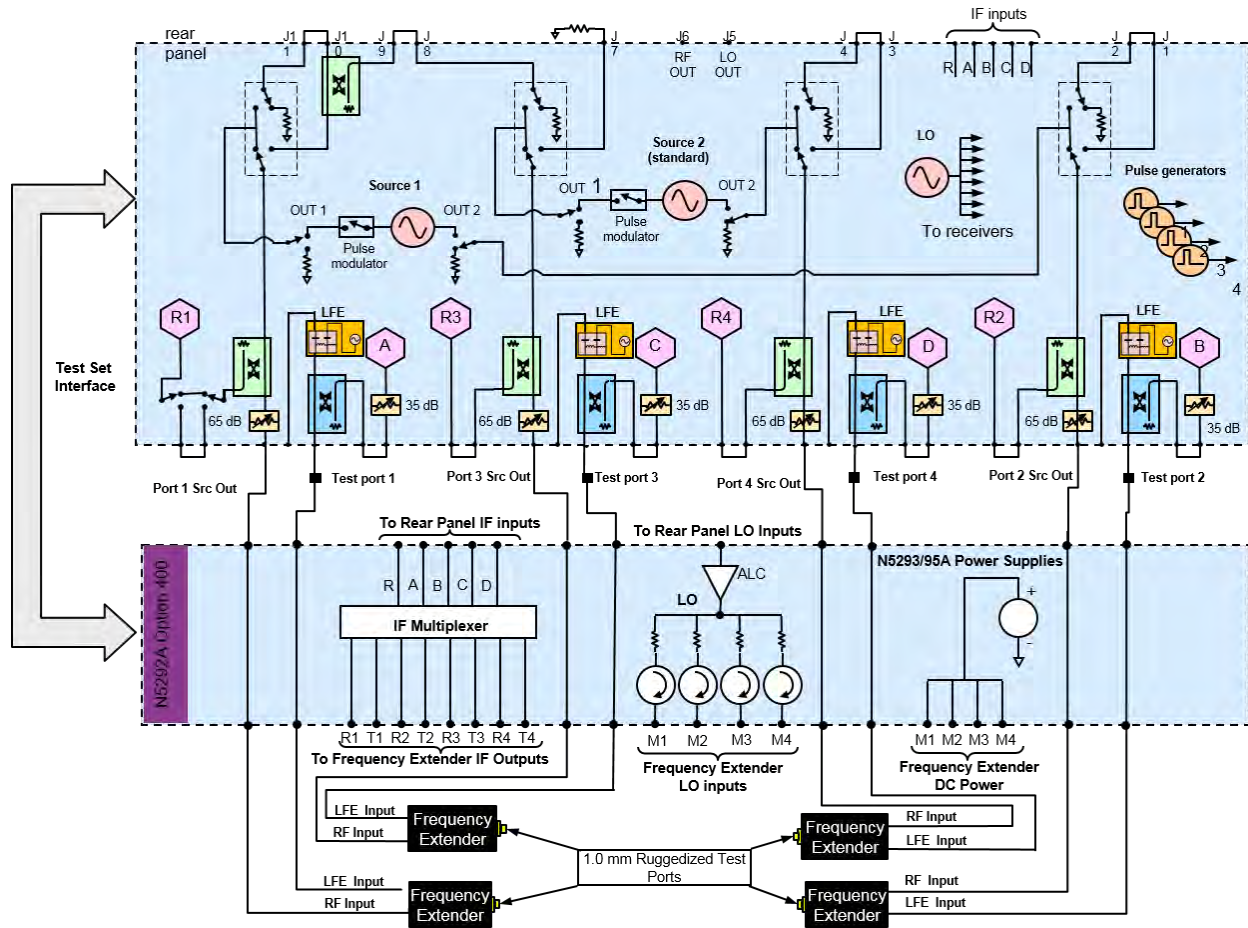 rear
panel
J1
1
J1
0
J
9
J
8
J
7
J6
RF
OUT
J5
LO
OUT
J
4
J
3
IF inputs
R
A
B
C
D
J
2
J
1
Source 1
OUT 1
Pulse
modulator
OUT 2
Source 2
(standard)
OUT 1
Pulse
modulator
OUT 2
LO
To receivers
Pulse generators
1
2
3
4
Test Set
Interface
R1
LFE
A
65 dB
35 dB
R3
LFE
C
65 dB
35 dB
R4
LFE
D
65 dB
35 dB
R2
LFE
B
65 dB
35 dB
Port 1 Src Out
Test port 1
Port 3 Src Out
Test port 3
Port 4 Src Out
Test port 4
Port 2 Src Out
Test port 2
N5292A Option 400
To Rear Panel IF inputs
R
A
B
C
D
IF Multiplexer
R1 T1 R2 T2 R3 T3 R4 T4
To Frequency Extender IF Outputs
To Rear Panel LO Inputs
ALC
LO
M1 M2 M3 M4
Frequency Extender
LO inputs
N5293/95A Power Supplies
+
-
M1 M2 M3 M4
Frequency Extender
DC Power
LFE Input
RF Input
Frequency
Extender
RF Input
LFE Input
Frequency
Extender
1.0 mm Ruggedized Test
Ports
LFE Input
RF Input
Frequency
Extender
RF Input
LFE Input
Frequency
Extender